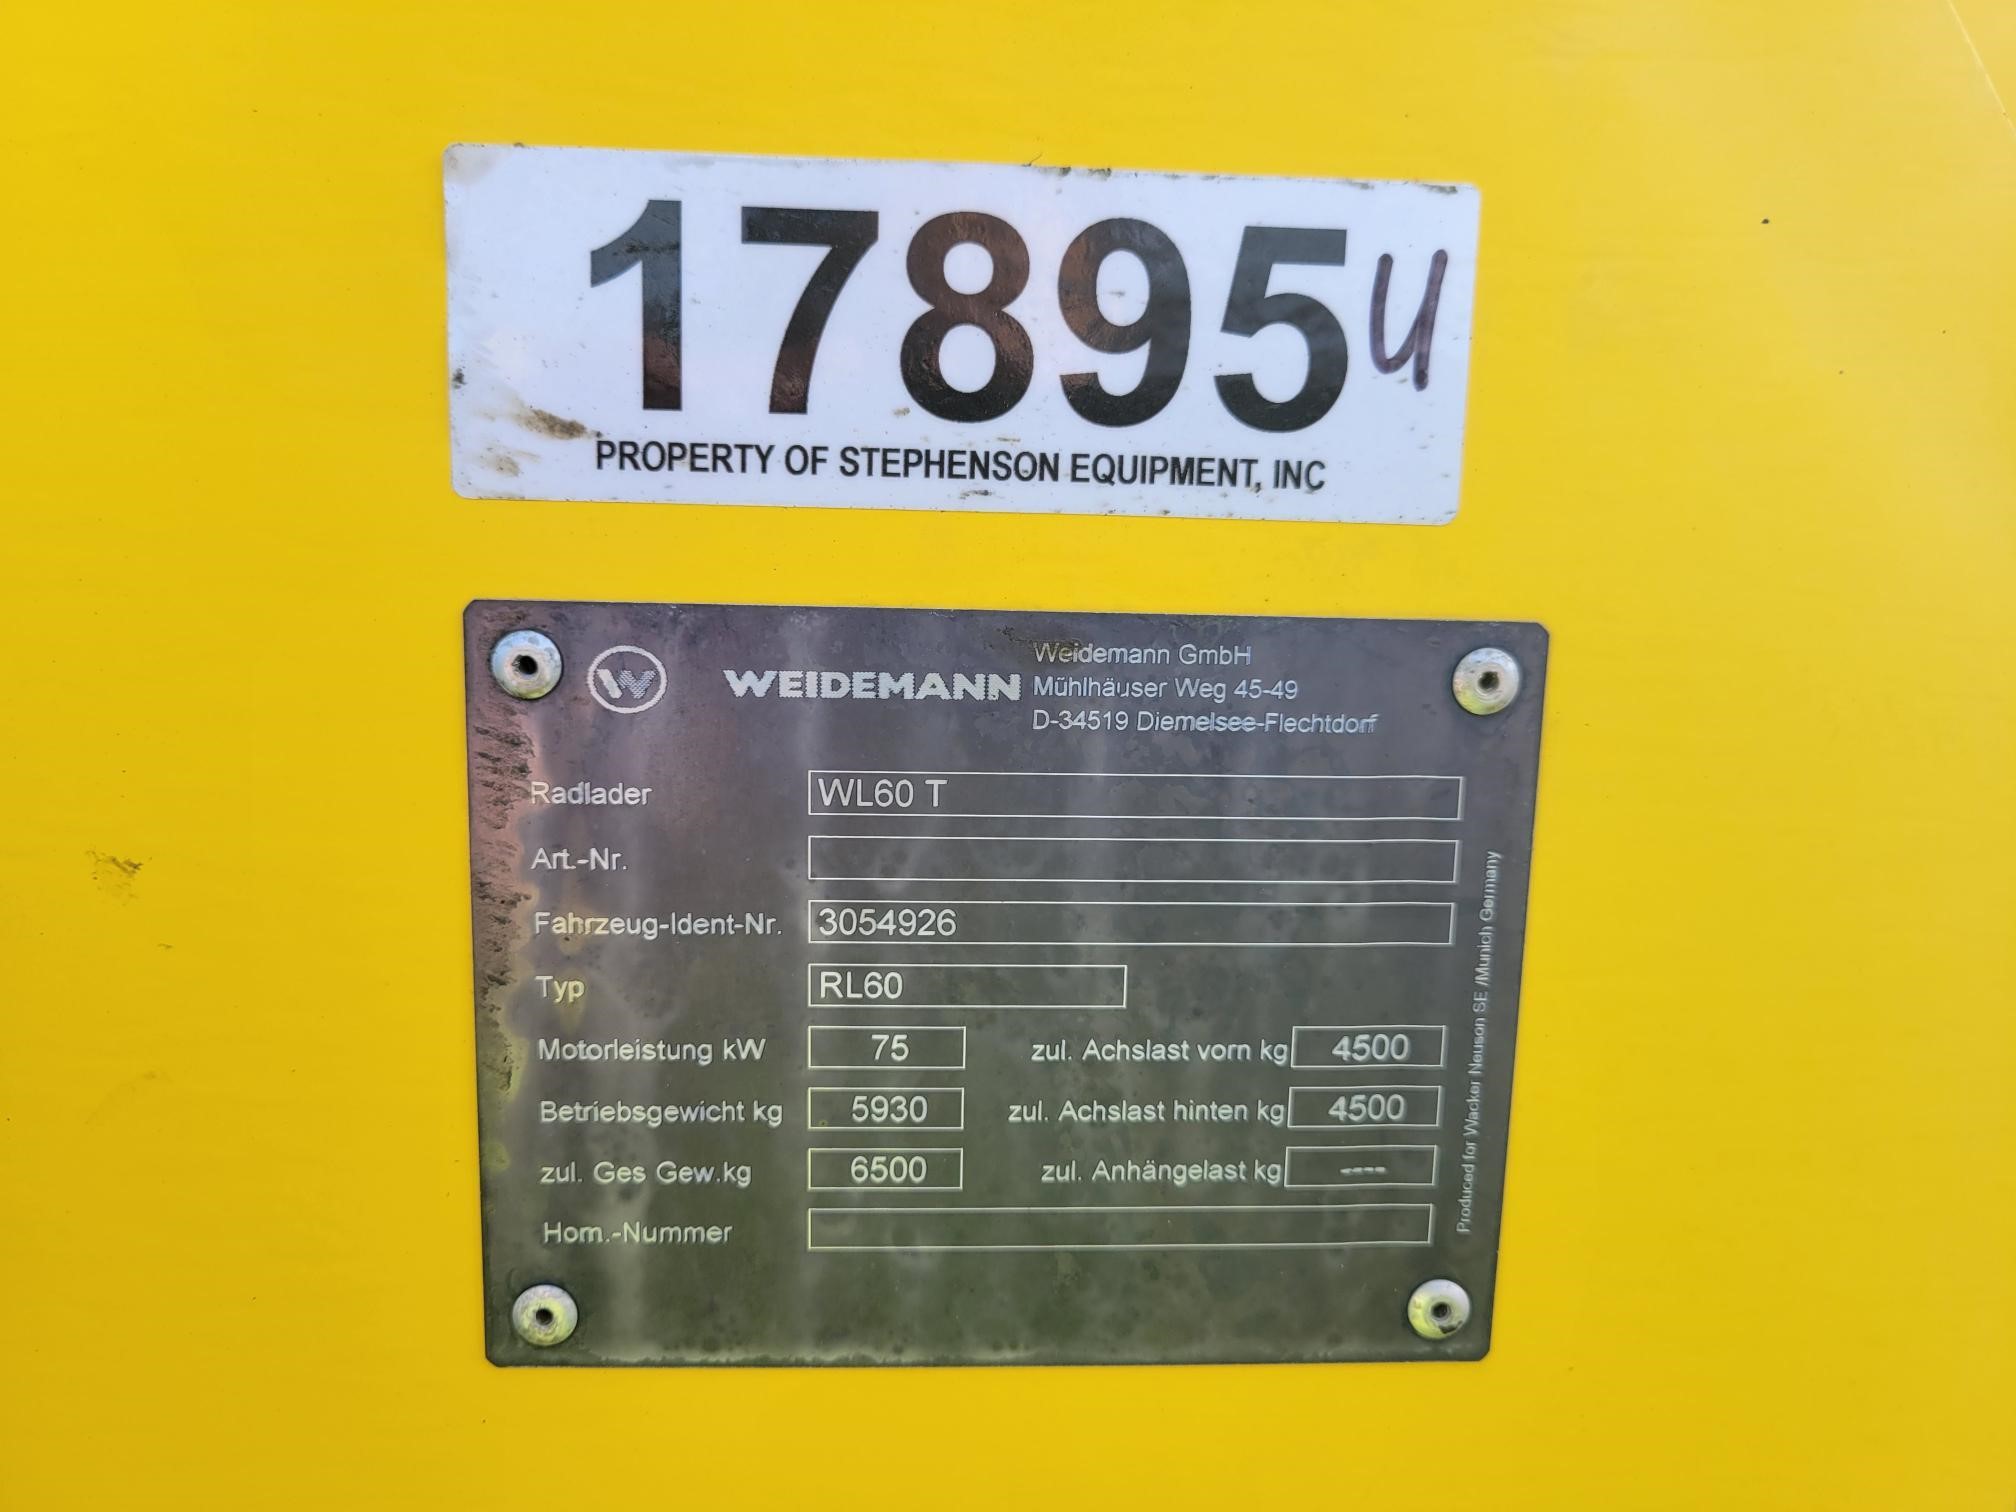 17895 U
PROPERTY OF STEPHENSON EQUIPMENT, INC
W WEIDEMANN
Weidemann GmbH
Mühlhäuser Weg 45-49
D-34519 Diemelsee-Flechtdorf
Radlader WL60 T
Art.-Nr.
Fahrzeug-Ident-Nr. 3054926
Typ RL60
Motorleistung kW 75 zul. Achslast vorn kg 4500
Betriebsgewicht kg 5930 zul. Achslast hinten kg 4500
zul. Ges Gew.kg 6500 zul. Anhängelast kg ----
Hom.-Nummer
Produced for Wacker Neuson SE /Munich Germany